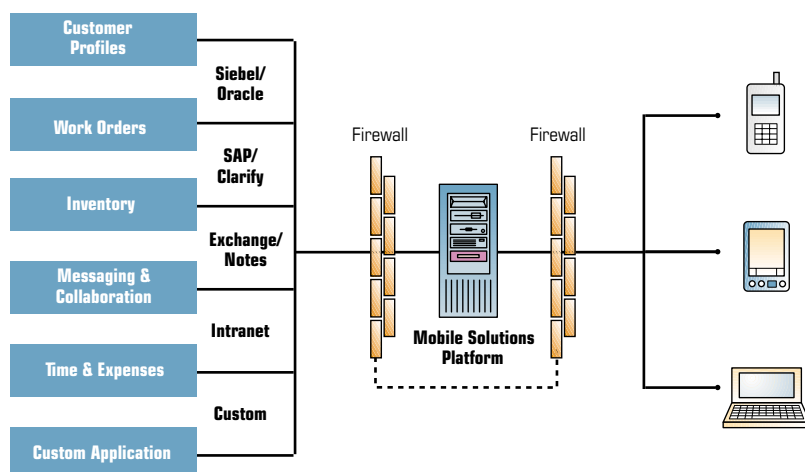 Customer
Profiles
Work Orders
Inventory
Messaging &
Collaboration
Time & Expenses
Custom Application
Siebel/
Oracle
SAP/
Clarify
Exchange/
Notes
Intranet
Custom
Firewall
Mobile Solutions
Platform
Firewall